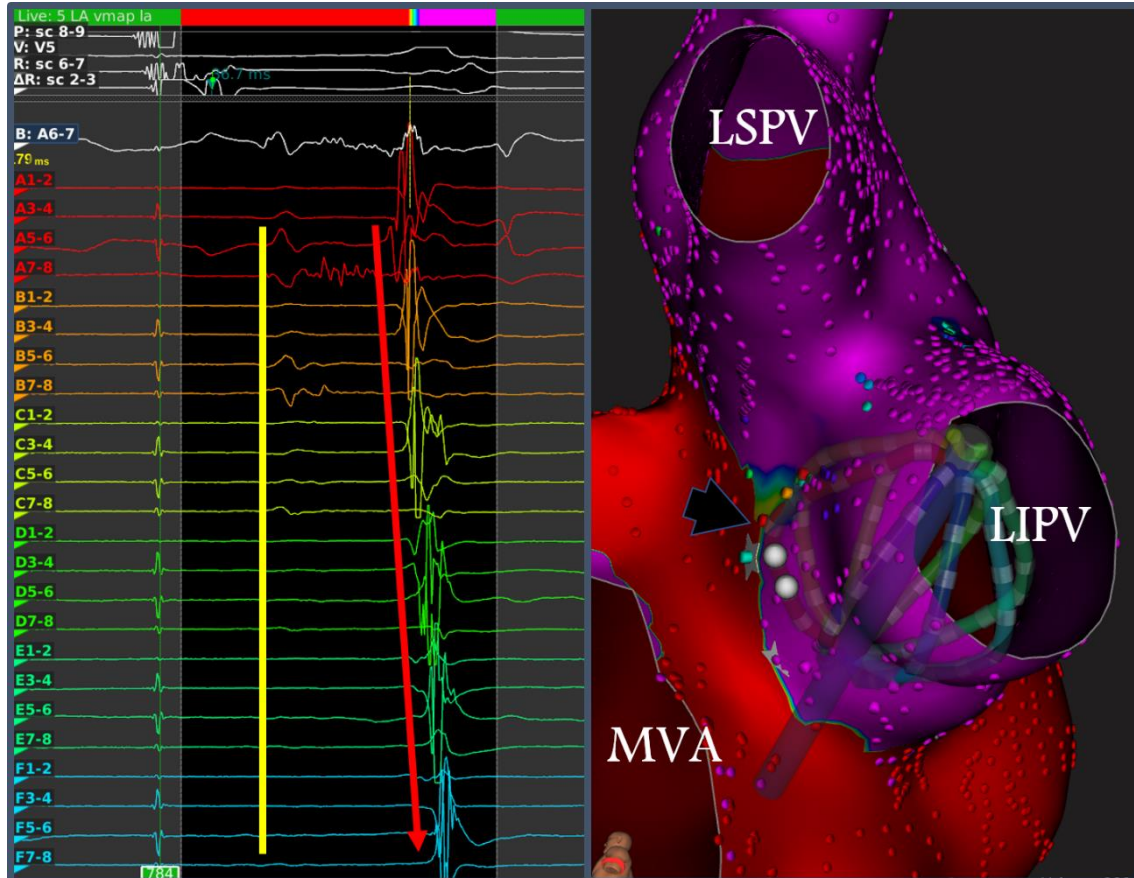 Live: 5 LA vmap la
P: sc 8-9
V: V5
R: sc 6-7
ΔR: sc 2-3
B: A6-7
A1-2
A3-4
A5-6
A7-8
B1-2
B3-4
B5-6
B7-8
C1-2
C3-4
C5-6
C7-8
D1-2
D3-4
D5-6
D7-8
E1-2
E3-4
E5-6
E7-8
F1-2
F3-4
F5-6
F7-8
784
LSPV
LIPV
MVA